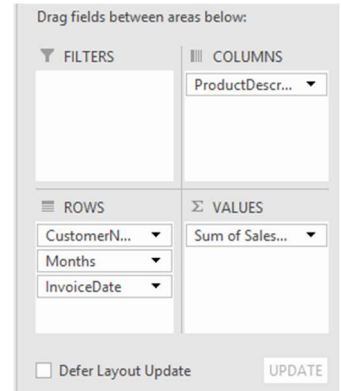 Drag fields between areas below:
FILTERS
COLUMNS
ProductDescr...
ROWS
Σ VALUES
CustomerN...
Sum of Sales...
Months
InvoiceDate
Defer Layout Update
UPDATE